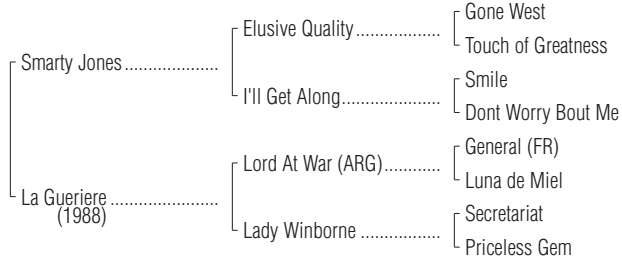 Gone West
Elusive Quality ..................
Touch of Greatness
Smarty Jones ....................
Smile
I'll Get Along.....................
Dont Worry Bout Me
General (FR)
Lord At War (ARG)............
Luna de Miel
La Gueriere .......................
(1988)
Secretariat
Lady Winborne .................
Priceless Gem